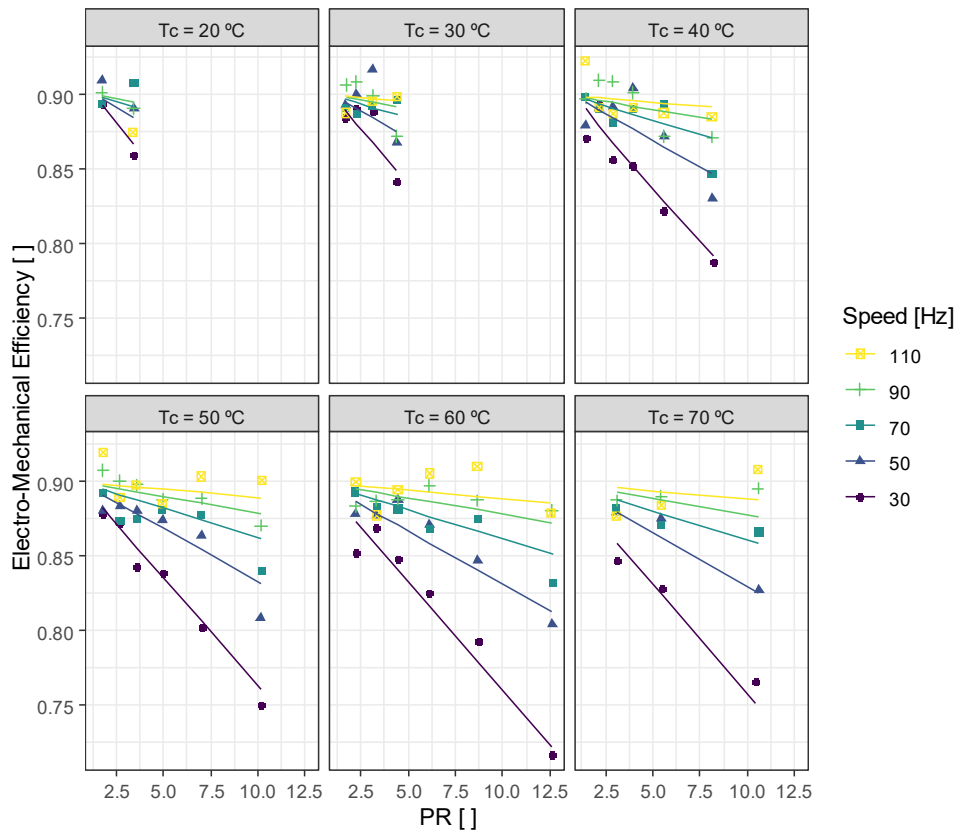 Tc = 20 ºC
Tc = 30 ºC
Tc = 40 ºC
0.90
0.85
0.80
0.75
Tc = 50 ºC
Tc = 60 ºC
Tc = 70 ºC
0.90
0.85
0.80
0.75
2.5 5.0 7.5 10.0 12.5
2.5 5.0 7.5 10.0 12.5
2.5 5.0 7.5 10.0 12.5
PR [ ]
Electro-Mechanical Efficiency [ ]
Speed [Hz]
110
90
70
50
30